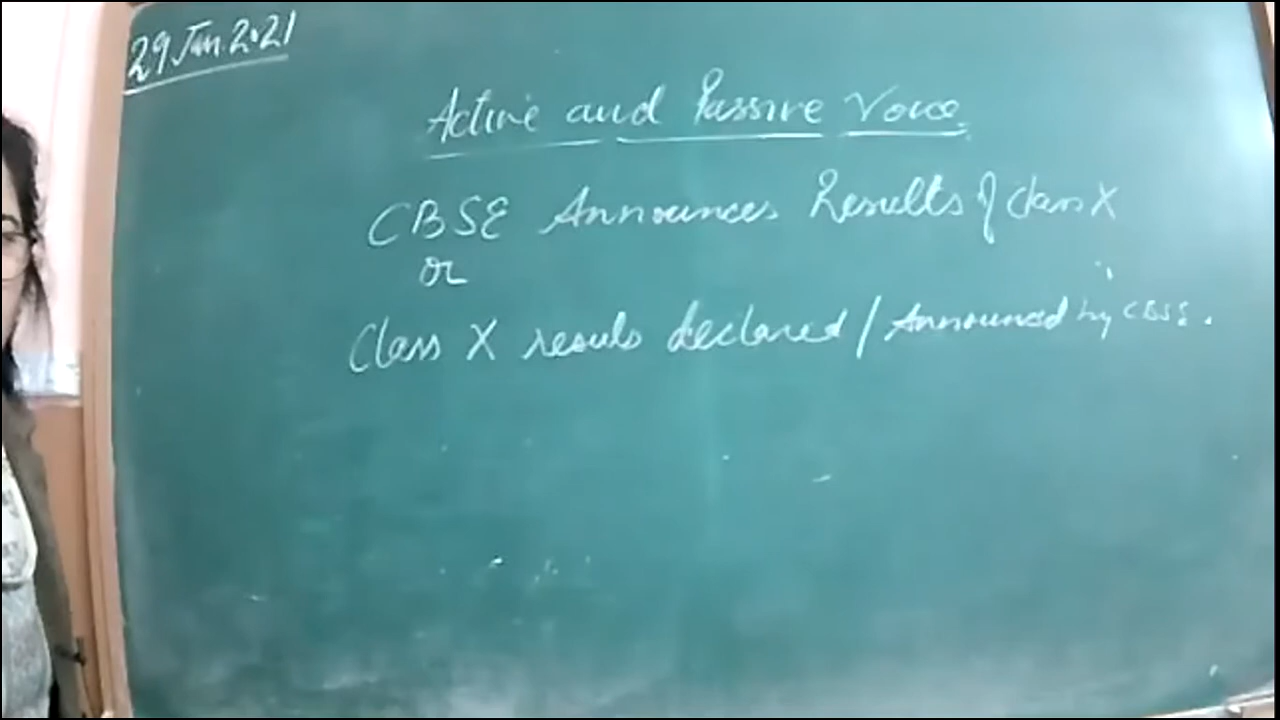 29 Jan. 2021
Active and Passive Voice.
CBSE Announces Results of class X
or
Class X results declared / Announced by CBSE.